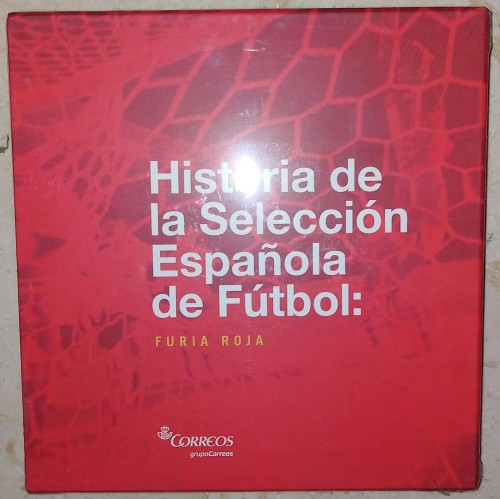 Historia de
la Selección
Española
de Fútbol:
FURIA ROJA
CORREOS
grupoCorreos